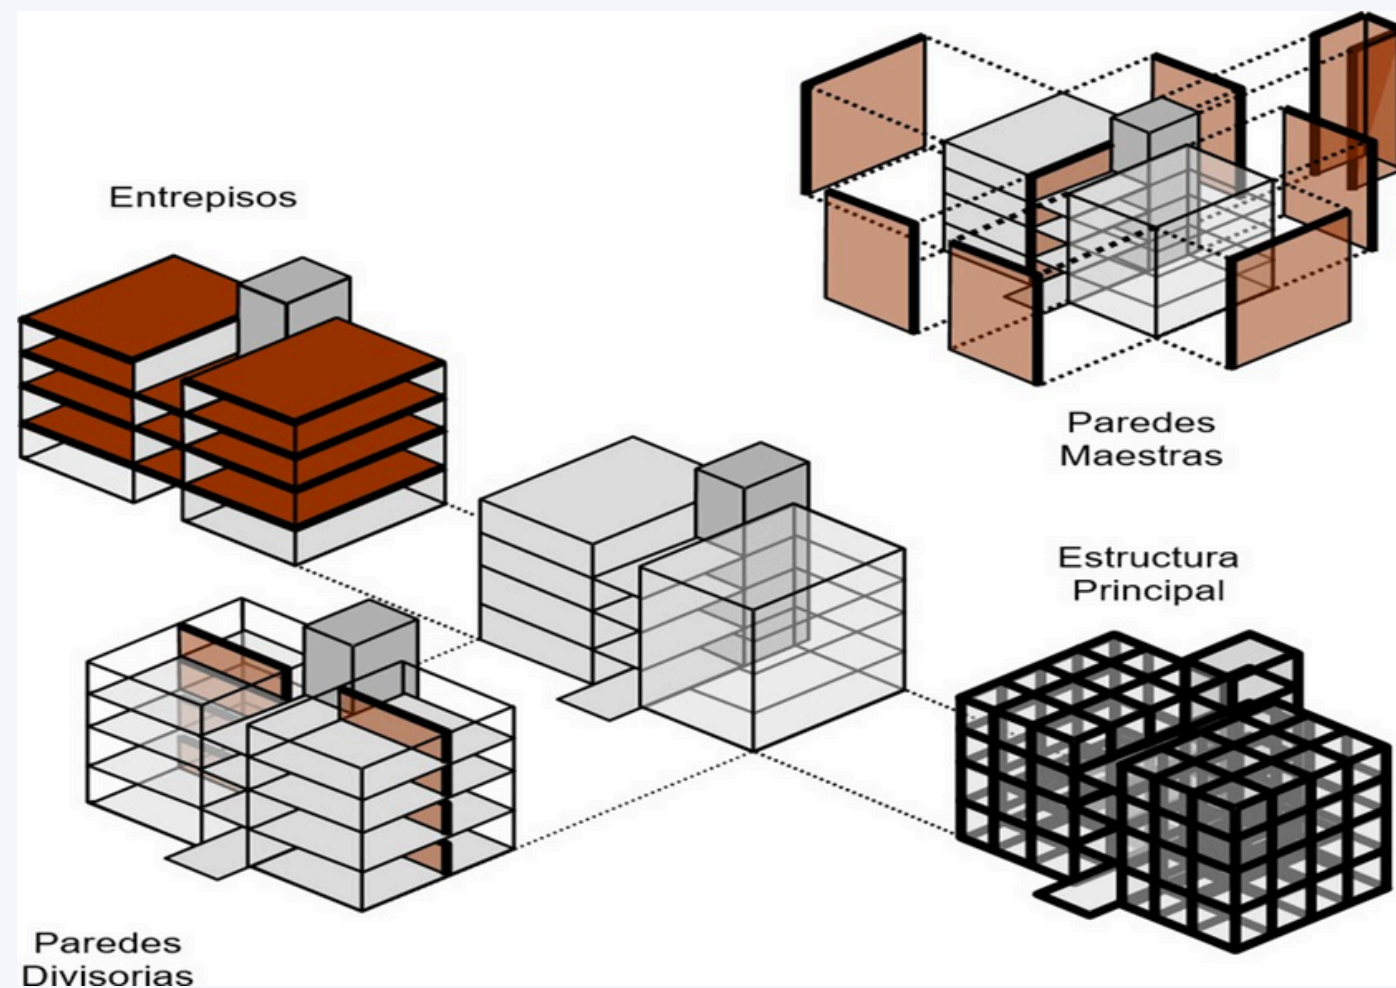 Entrepisos
Paredes
Maestras
Estructura
Principal
Paredes
Divisorias